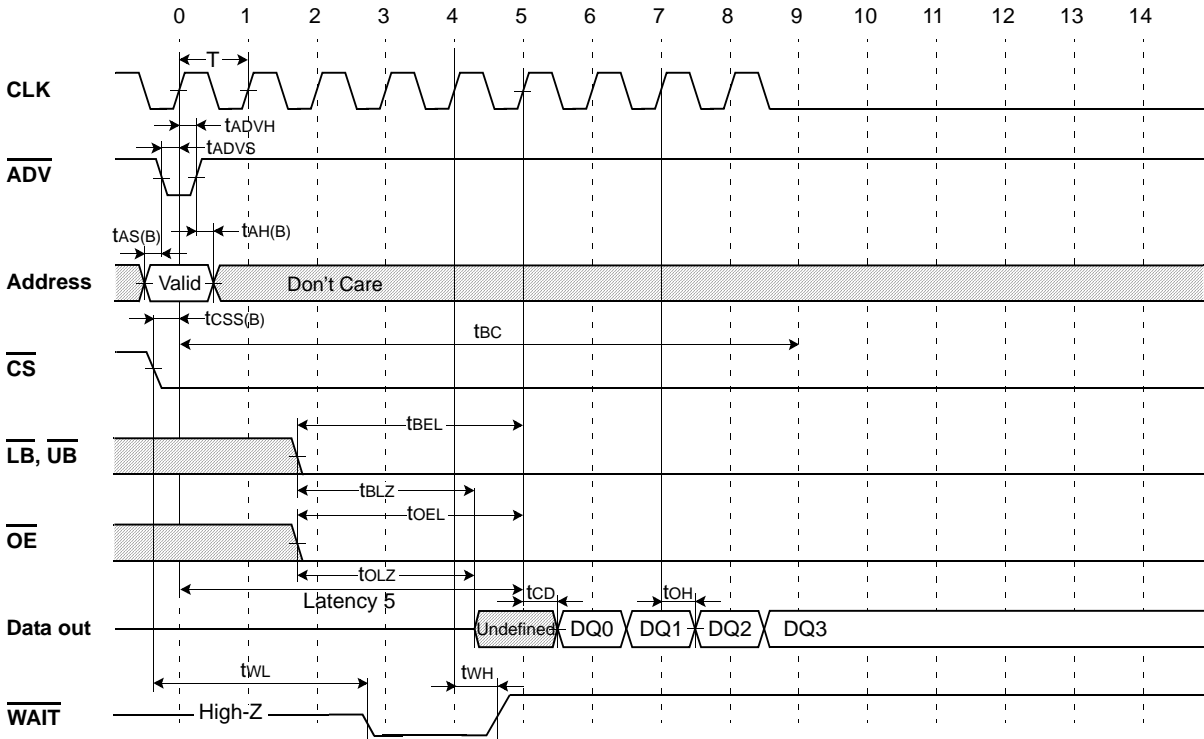 0 1 2 3 4 5 6 7 8 9 10 11 12 13 14
T
CLK
tADVH
tADVS
ADV
tAS(B) tAH(B)
Address Valid Don't Care
tCSS(B)
tBC
CS
tBEL
LB, UB
tBLZ
tOEL
OE
tOLZ
Latency 5 tCD tOH
Data out Undefined DQ0 DQ1 DQ2 DQ3
tWL tWH
WAIT High-Z